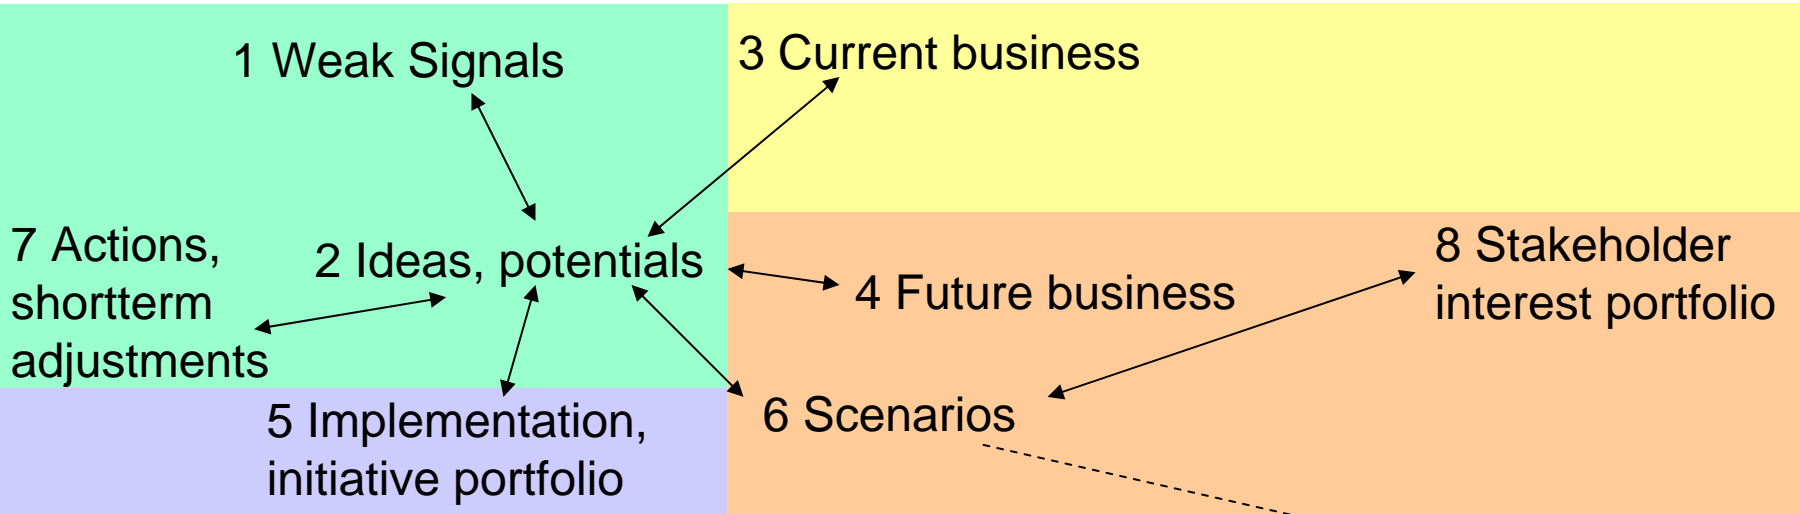 1 Weak Signals
3 Current business
7 Actions,
shortterm
adjustments
2 Ideas, potentials
4 Future business
8 Stakeholder
interest portfolio
5 Implementation,
initiative portfolio
6 Scenarios